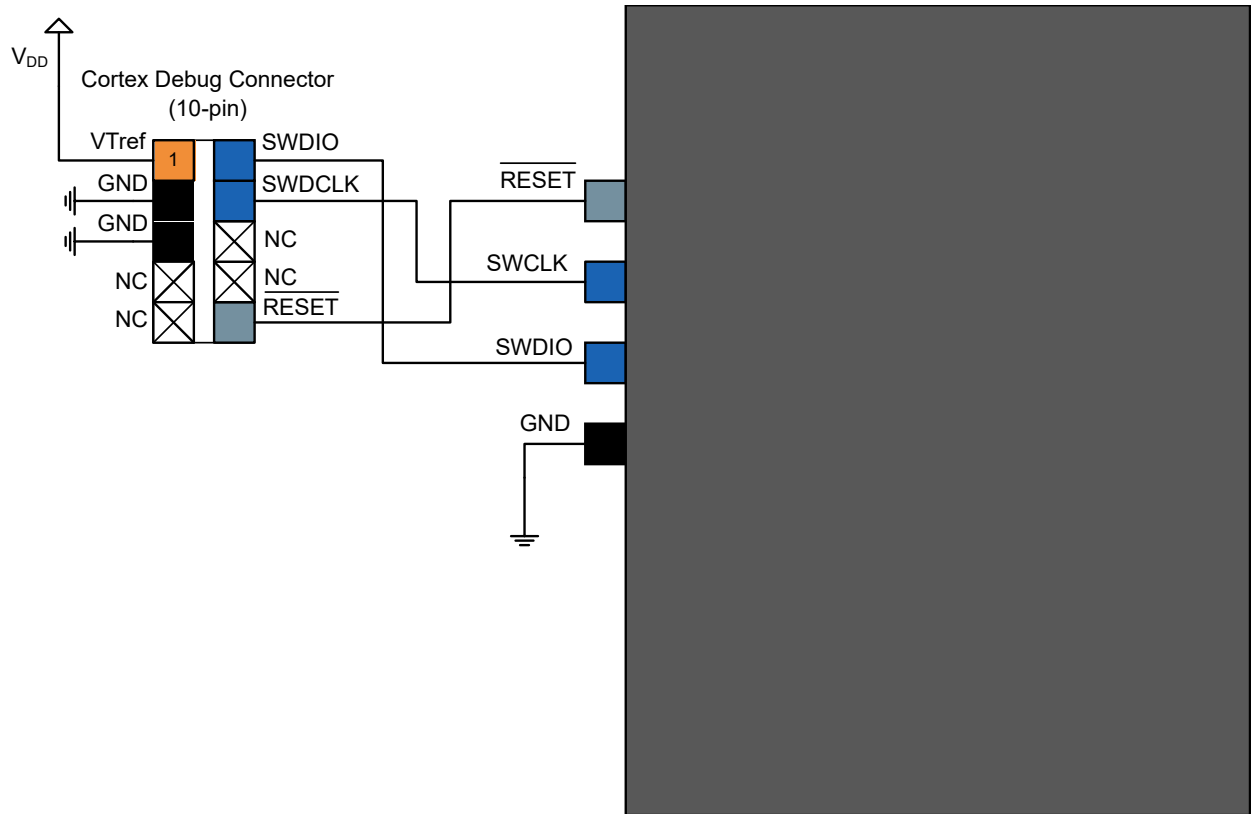 VDD
Cortex Debug Connector
(10-pin)
VTref
1
SWDIO
GND
SWDCLK
GND
NC
NC
NC
NC
RESET
RESET
SWCLK
SWDIO
GND